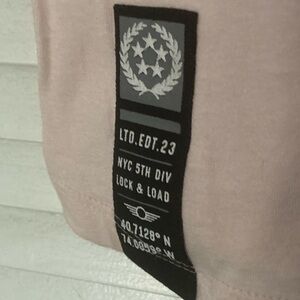 LTD.EDT.23
NYC 5TH DIV
LOCK & LOAD
40.7128° N
74.0059° W